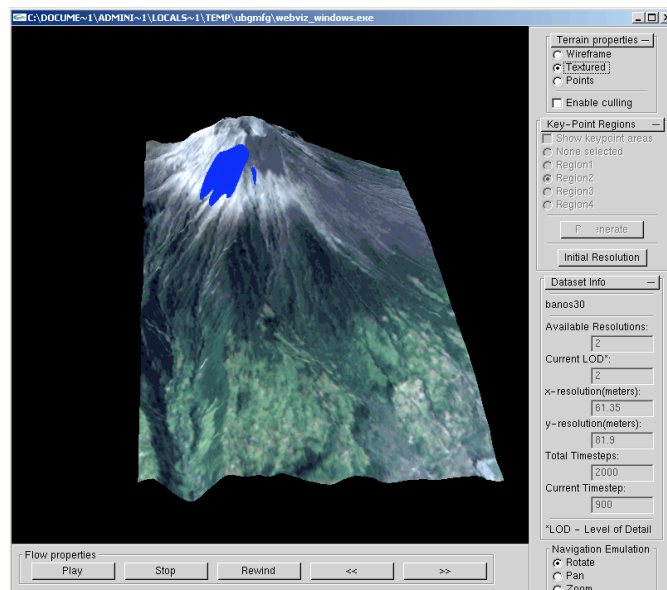 C:\DOCUME~1\ADMINI~1\LOCALS~1\TEMP\ubgmfg\webviz_windows.exe
Terrain properties
Wireframe
Textured
Points
Enable culling
Key-Point Regions
Show keypoint areas
None selected
Region1
Region2
Region3
Region4
Initial Resolution
Dataset Info
banos30
Available Resolutions:
2
Current LOD*:
2
x-resolution(meters)
61.35
y-resolution(meters)
81.9
Total Timesteps:
2000
Current Timestep:
900
*LOD - Level of Detail
Navigation Emulation
Rotate
Pan
Zoom
Flow properties
Play
Stop
Rewind
<<
>>